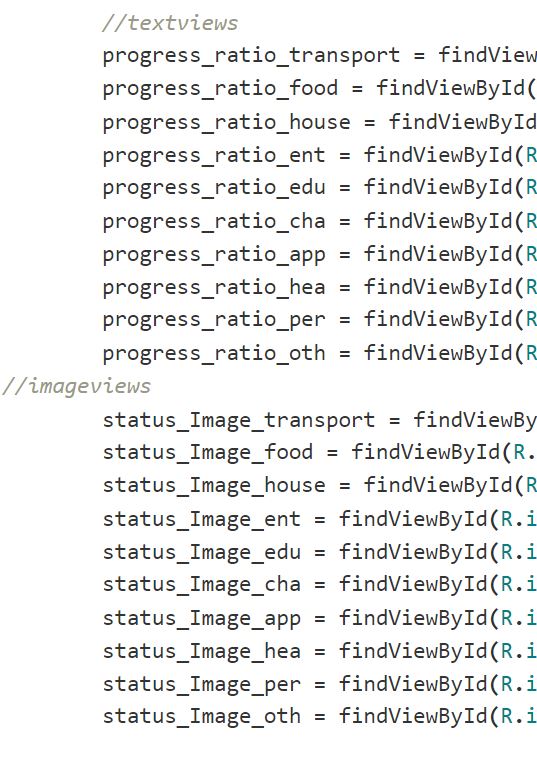 //textviews
progress_ratio_transport = findView
progress_ratio_food = findViewById(
progress_ratio_house = findViewById
progress_ratio_ent = findViewById(R
progress_ratio_edu = findViewById(R
progress_ratio_cha = findViewById(R
progress_ratio_app = findViewById(R
progress_ratio_hea = findViewById(R
progress_ratio_per = findViewById(R
progress_ratio_oth = findViewById(R
//imageviews
status_Image_transport = findViewBy
status_Image_food = findViewById(R.
status_Image_house = findViewById(R
status_Image_ent = findViewById(R.i
status_Image_edu = findViewById(R.i
status_Image_cha = findViewById(R.i
status_Image_app = findViewById(R.i
status_Image_hea = findViewById(R.i
status_Image_per = findViewById(R.i
status_Image_oth = findViewById(R.i